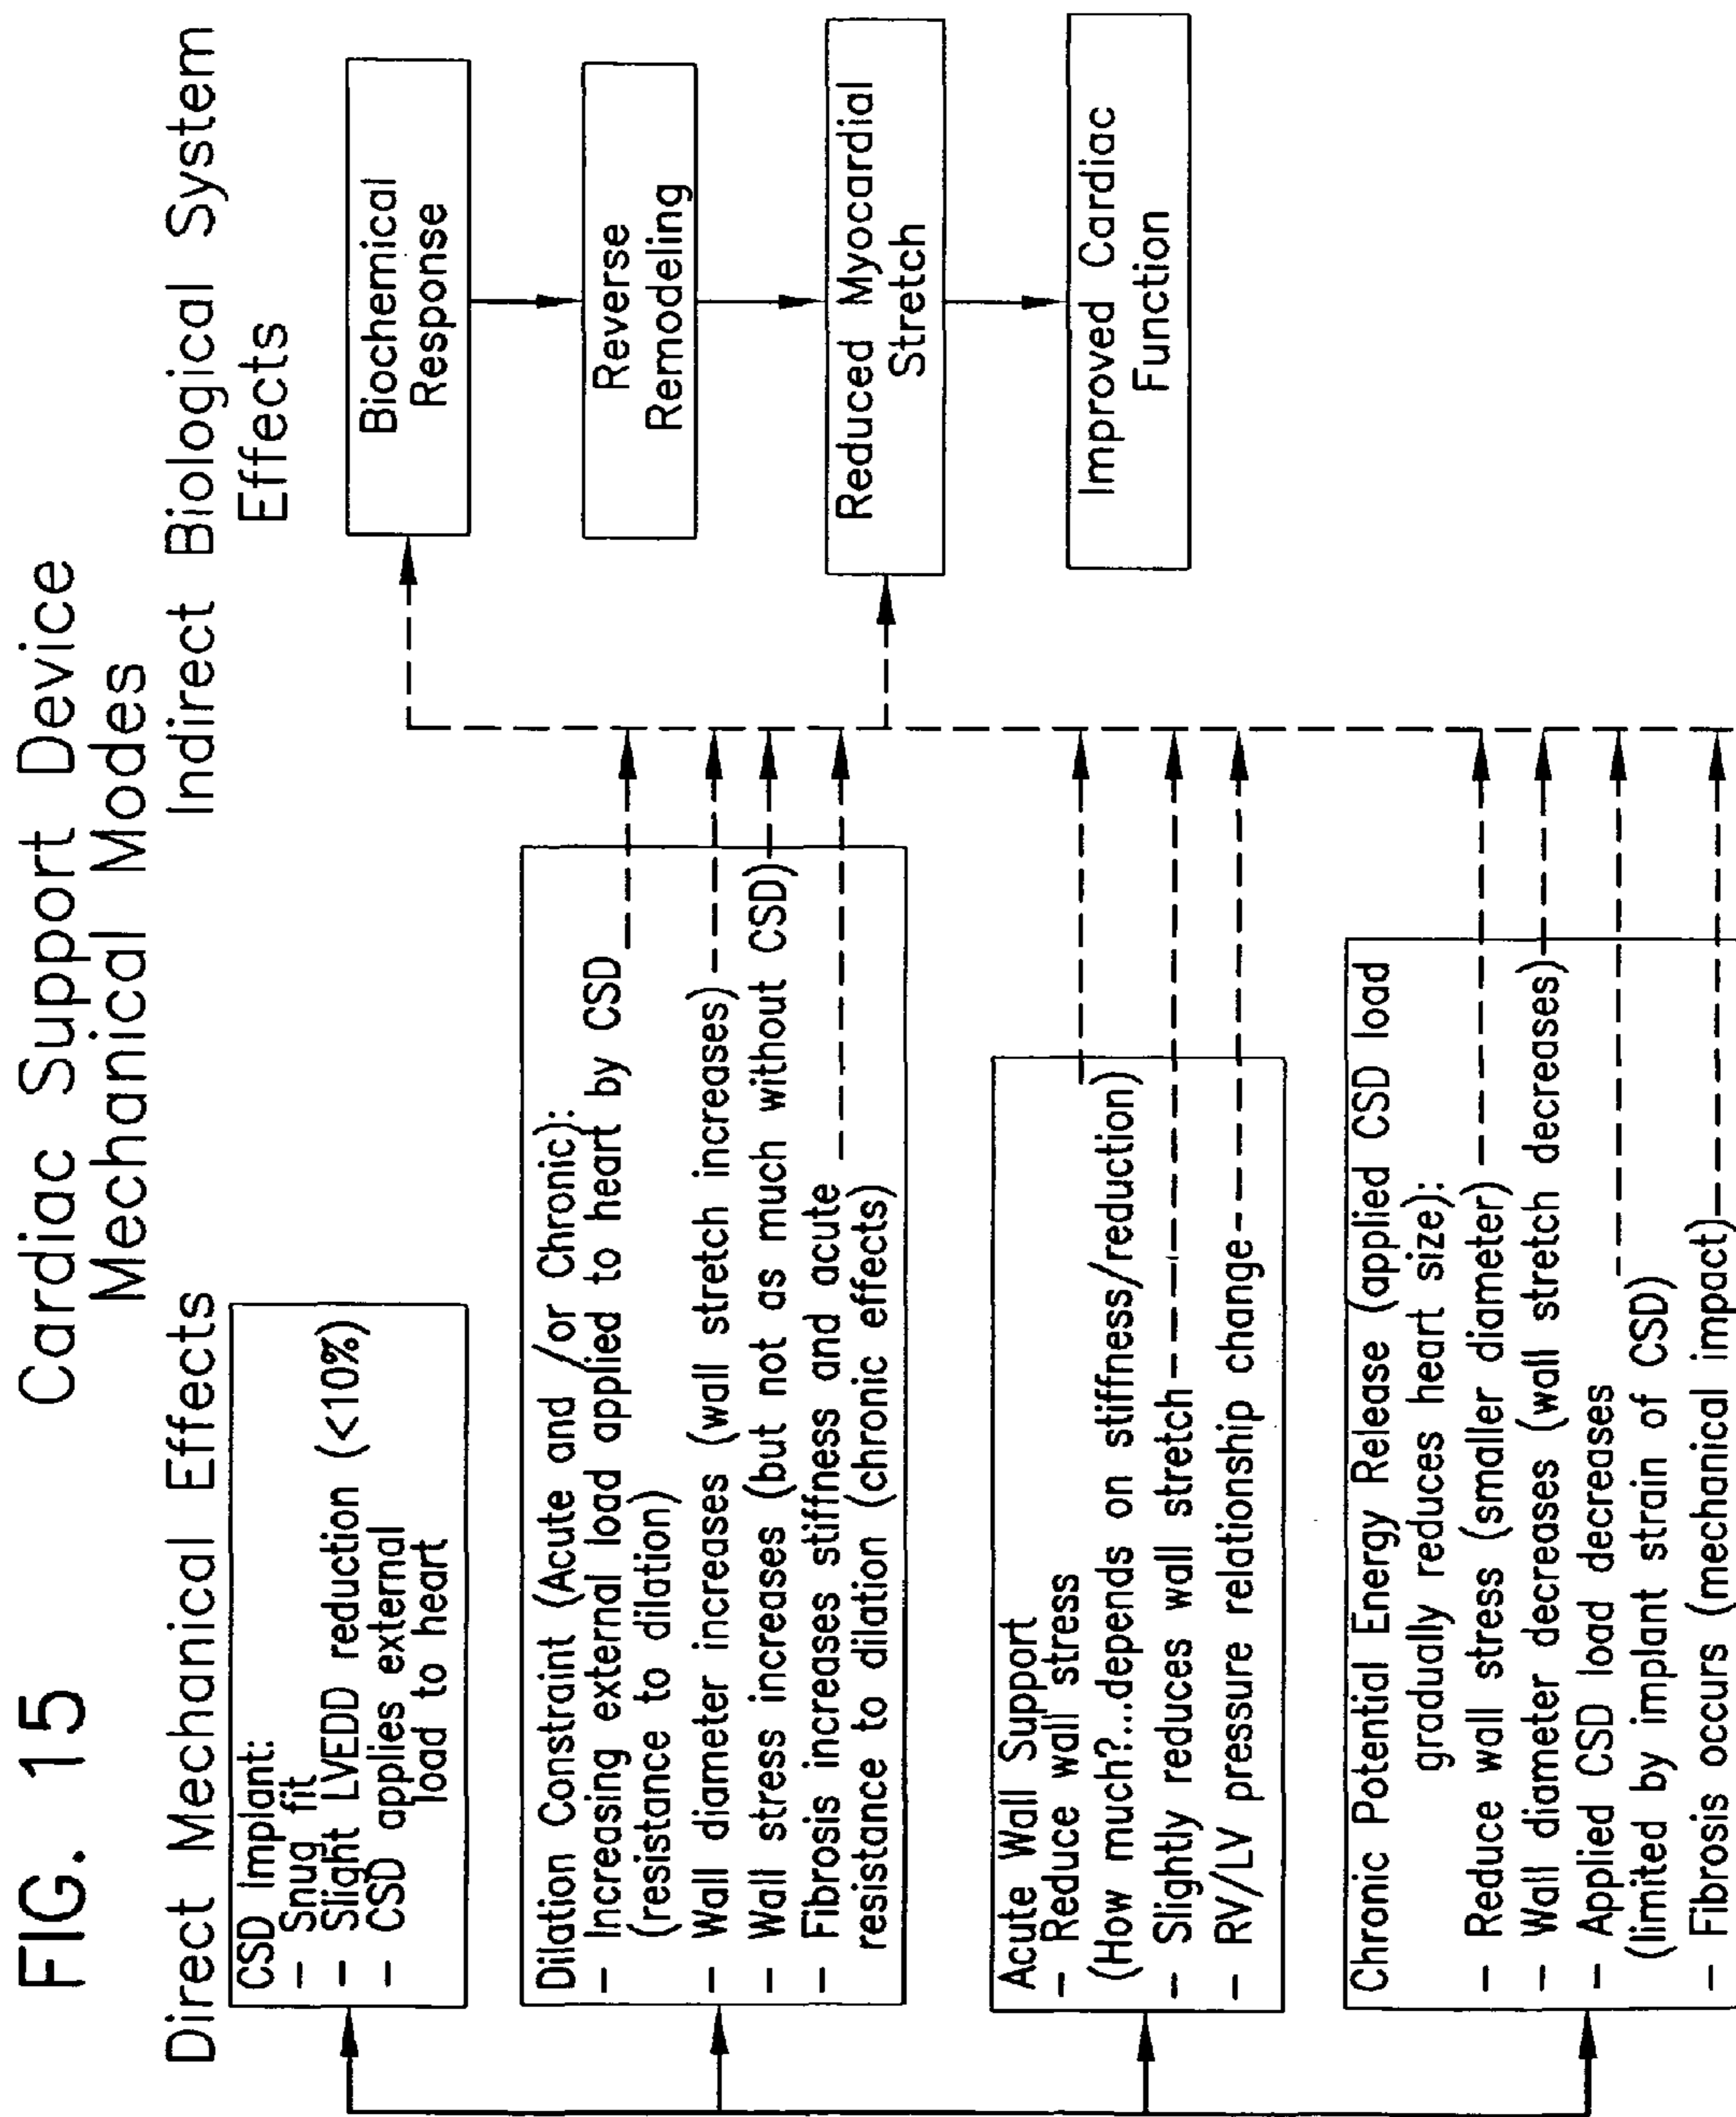 FIG. 15
Cardiac Support Device
Mechanical Modes
Direct Mechanical Effects
CSD Implant:
- Snug fit
- Slight LVEDD reduction (<10%)
- CSD applies external
load to heart
Dilation Constraint (Acute and /or Chronic):
- Increasing external load applied to heart by CSD
(resistance to dilation)
- Wall diameter increases (wall stretch increases)
- Wall stress increases (but not as much without CSD)
- Fibrosis increases stiffness and acute
resistance to dilation (chronic effects)
Acute Wall Support
- Reduce wall stress
(How much?...depends on stiffness/reduction)
- Slightly reduces wall stretch
- RV/LV pressure relationship change
Chronic Potential Energy Release (applied CSD load
gradually reduces heart size):
- Reduce wall stress (smaller diameter)
- Wall diameter decreases (wall stretch decreases)
- Applied CSD load decreases
(limited by implant strain of CSD)
- Fibrosis occurs (mechanical impact)
Indirect Biological System
Effects
Biochemical
Response
Reverse
Remodeling
Reduced Myocardial
Stretch
Improved Cardiac
Function